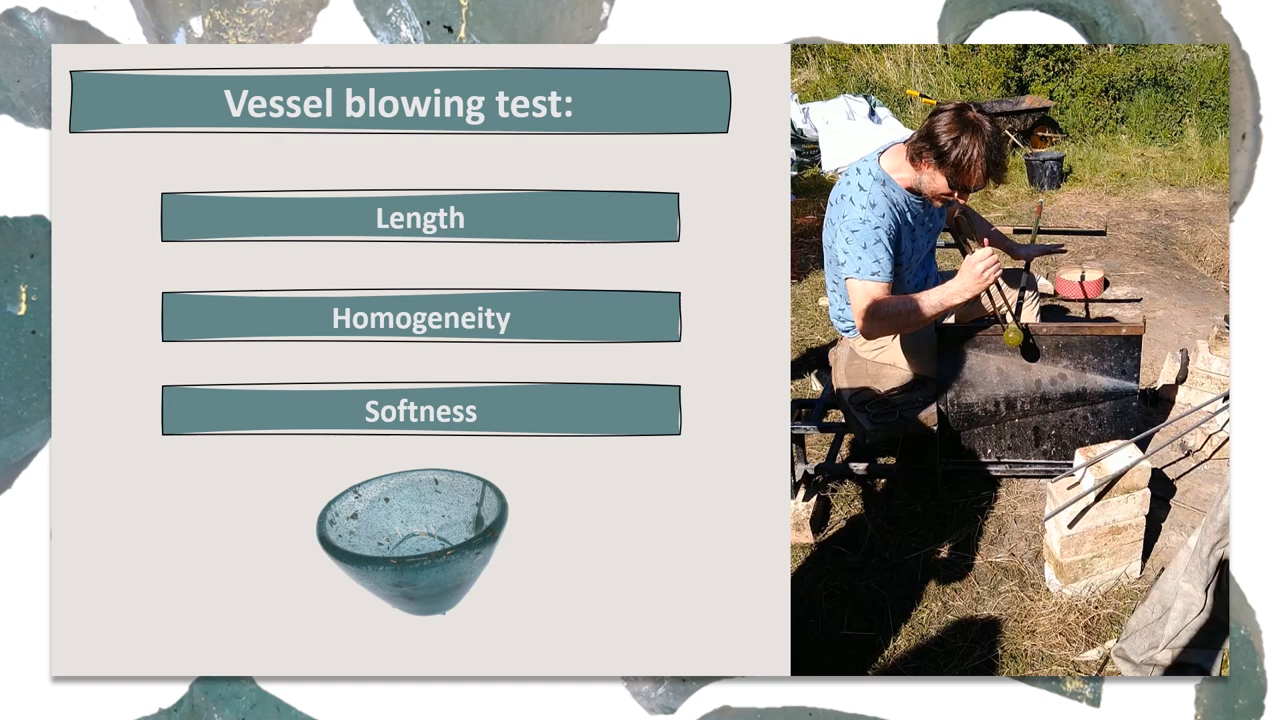 Vessel blowing test:
Length
Homogeneity
Softness